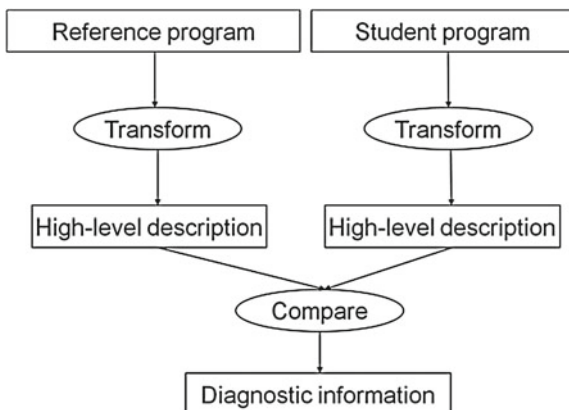 Reference program
Student program
Transform
Transform
High-level description
High-level description
Compare
Diagnostic information